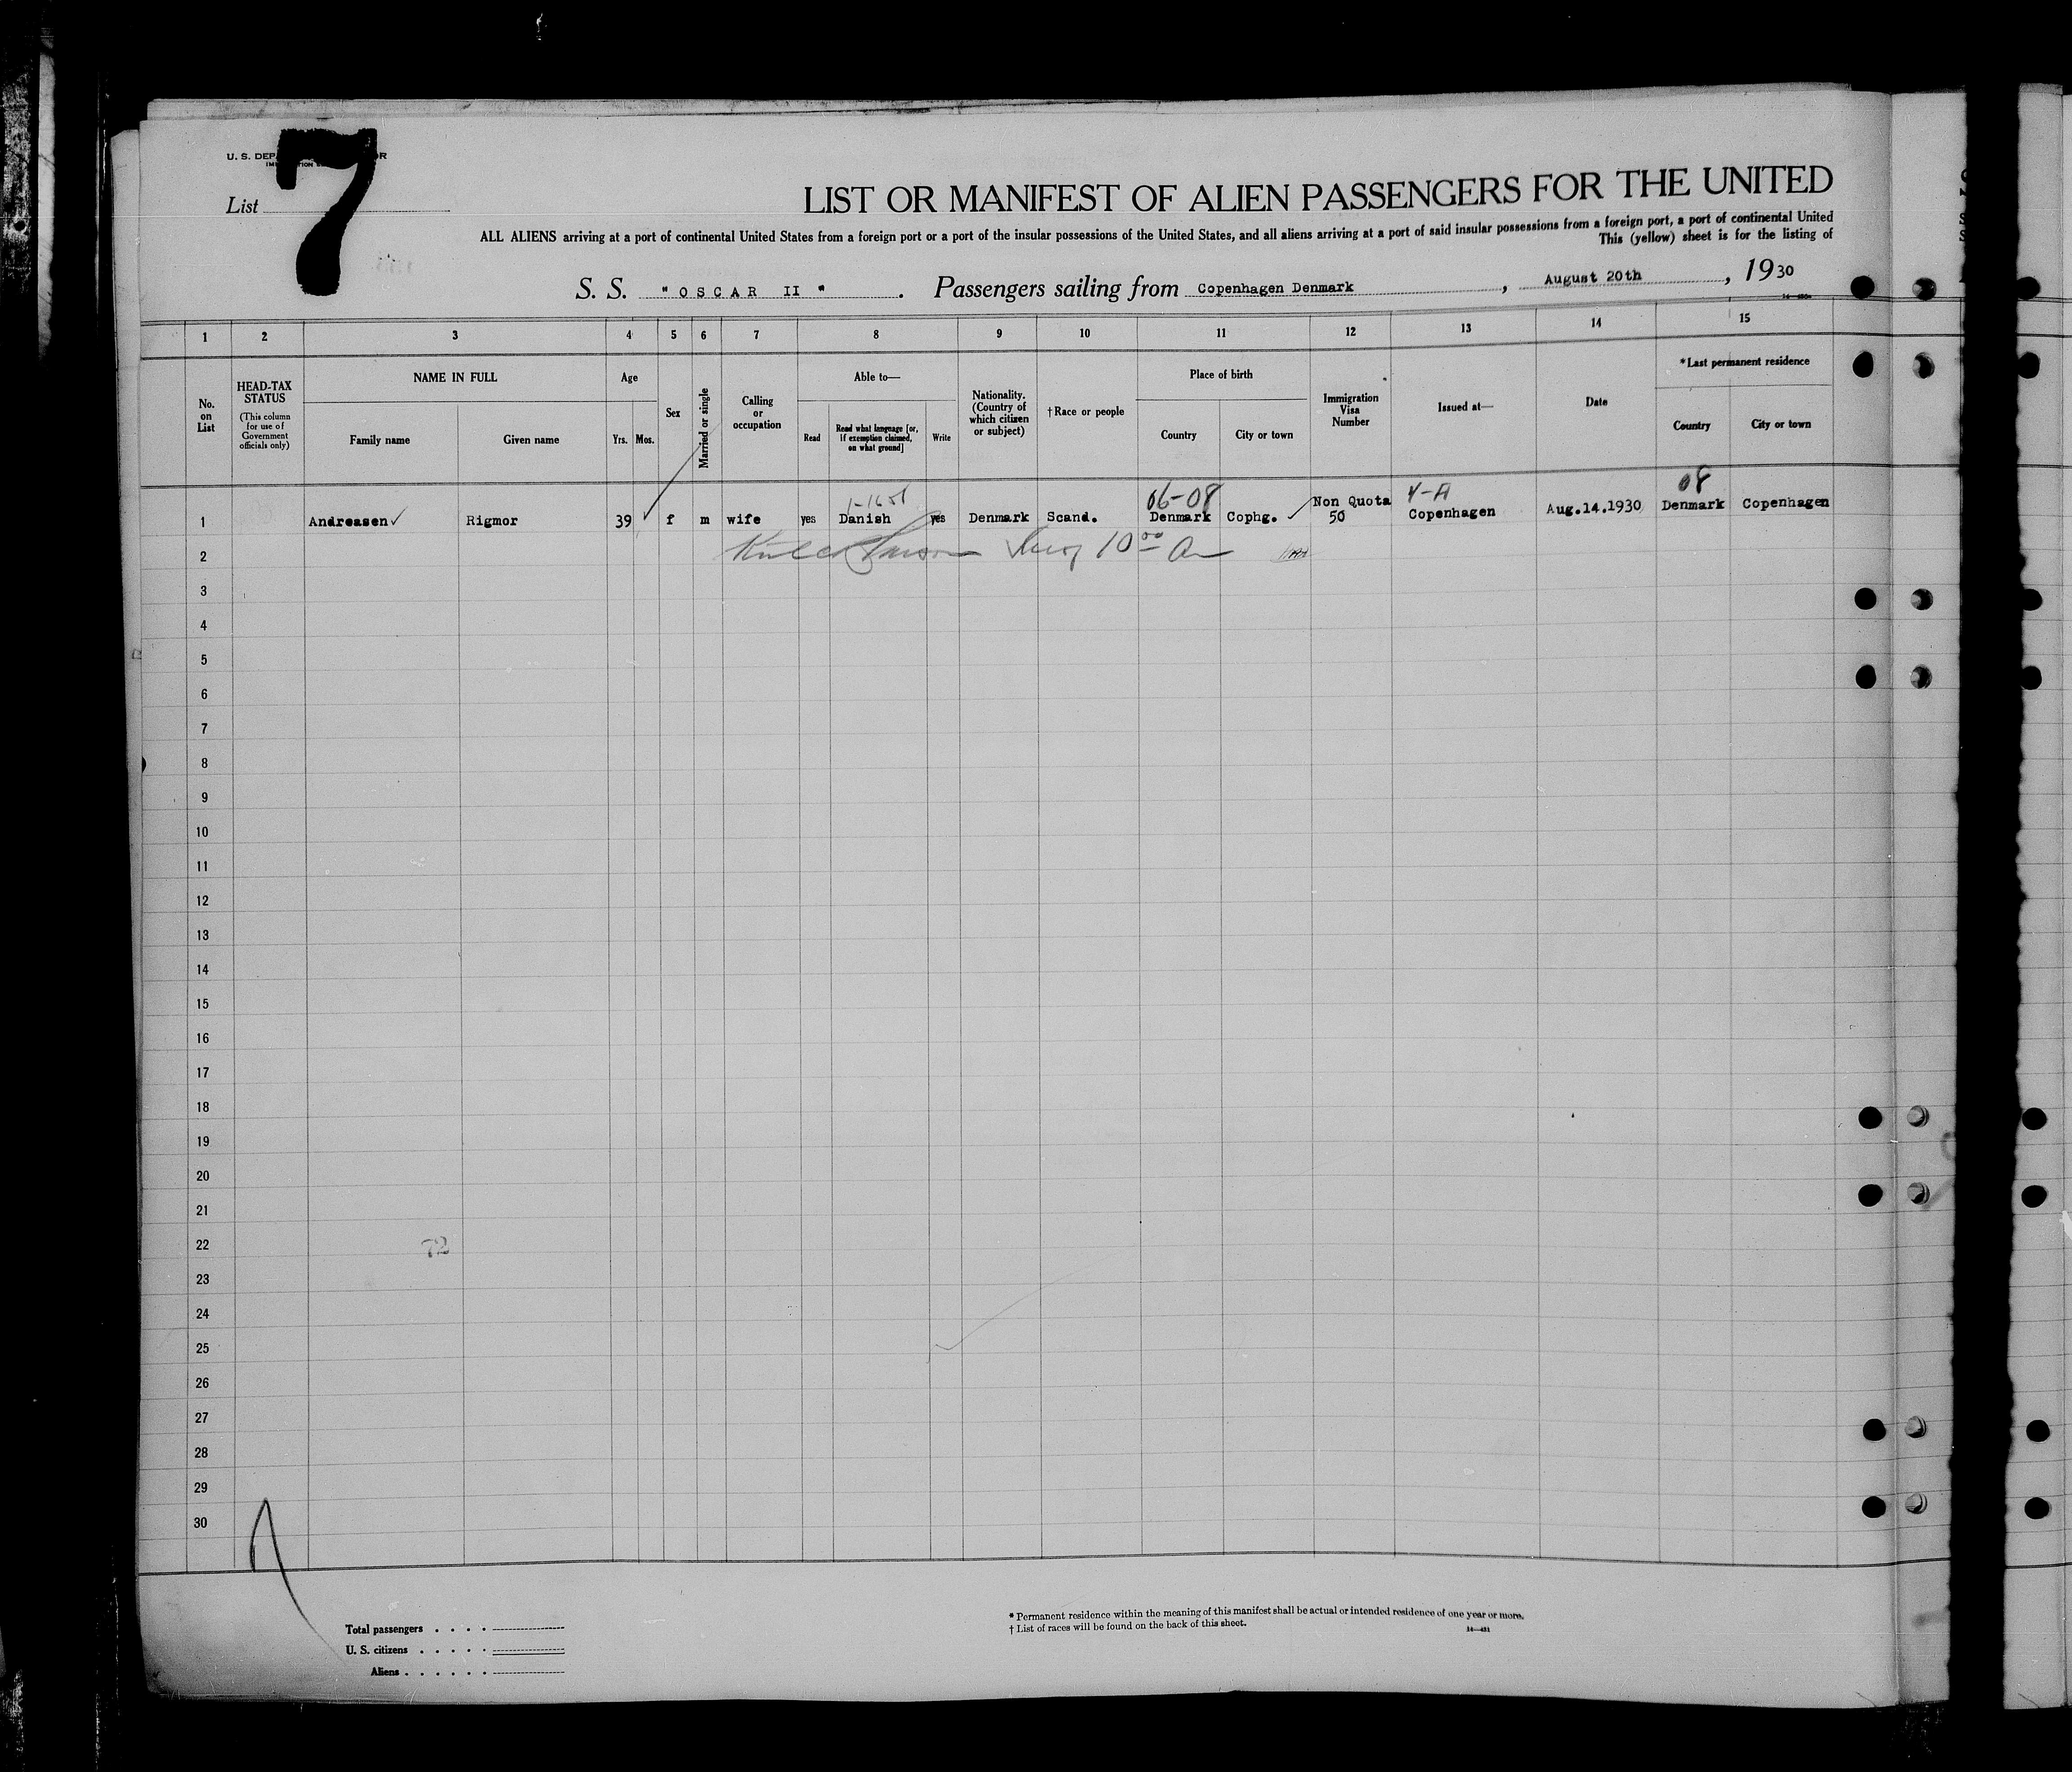 U. S. DEP
List 7
LIST OR MANIFEST OF ALIEN PASSENGERS FOR THE UNITED
ALL ALIENS arriving at a port of continental United States from a foreign port or a port of the insular possessions of the United States, and all aliens arriving at a port of said insular possessions from a foreign port, a port of continental United
This (yellow) sheet is for the listing of
S. S. " O S C A R II " . Passengers sailing from Copenhagen Denmark , August 20th , 1930
1 2 3 4 5 6 7 8 9 10 11 12 13 14 15
No. on List
HEAD-TAX STATUS
(This column for use of Government officials only)
NAME IN FULL
Family name
Given name
Age
Yrs.
Mos.
Sex
Married or single
Calling or occupation
Able to—
Read
Read what language [or, if exemption claimed, on what ground]
Write
Nationality. (Country of which citizen or subject)
†Race or people
Place of birth
Country
City or town
Immigration Visa Number
Issued at—
Date
*Last permanent residence
Country
City or town
06-08 Non Quota 4-A 08
1 Andreasen ✓ Rigmor 39 ✓ f m wife yes Danish yes Denmark Scand. Denmark Cophg. ✓ 50 Copenhagen Aug.14.1930 Denmark Copenhagen
2
3
4
5
6
7
8
9
10
11
12
13
14
15
16
17
18
19
20
21
22 72
23
24
25
26
27
28
29
30
Total passengers
U. S. citizens
Aliens
* Permanent residence within the meaning of this manifest shall be actual or intended residence of one year or more.
† List of races will be found on the back of this sheet.